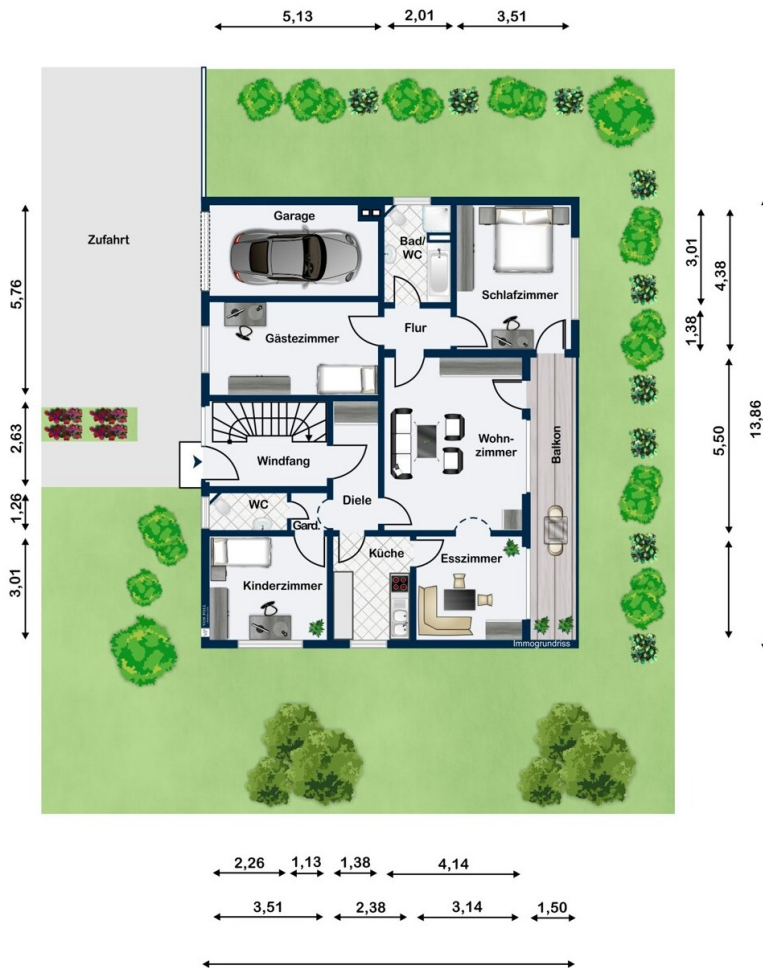 5,13
2,01
3,51
Zufahrt
Garage
Bad/
WC
Schlafzimmer
Gästezimmer
Flur
Wohn-
zimmer
Balkon
Windfang
Diele
WC
Gard.
Küche
Esszimmer
Kinderzimmer
Immogrundriss
5,76
2,63
1,26
3,01
3,01
1,38
4,38
5,50
13,86
2,26
1,13
1,38
4,14
3,51
2,38
3,14
1,50